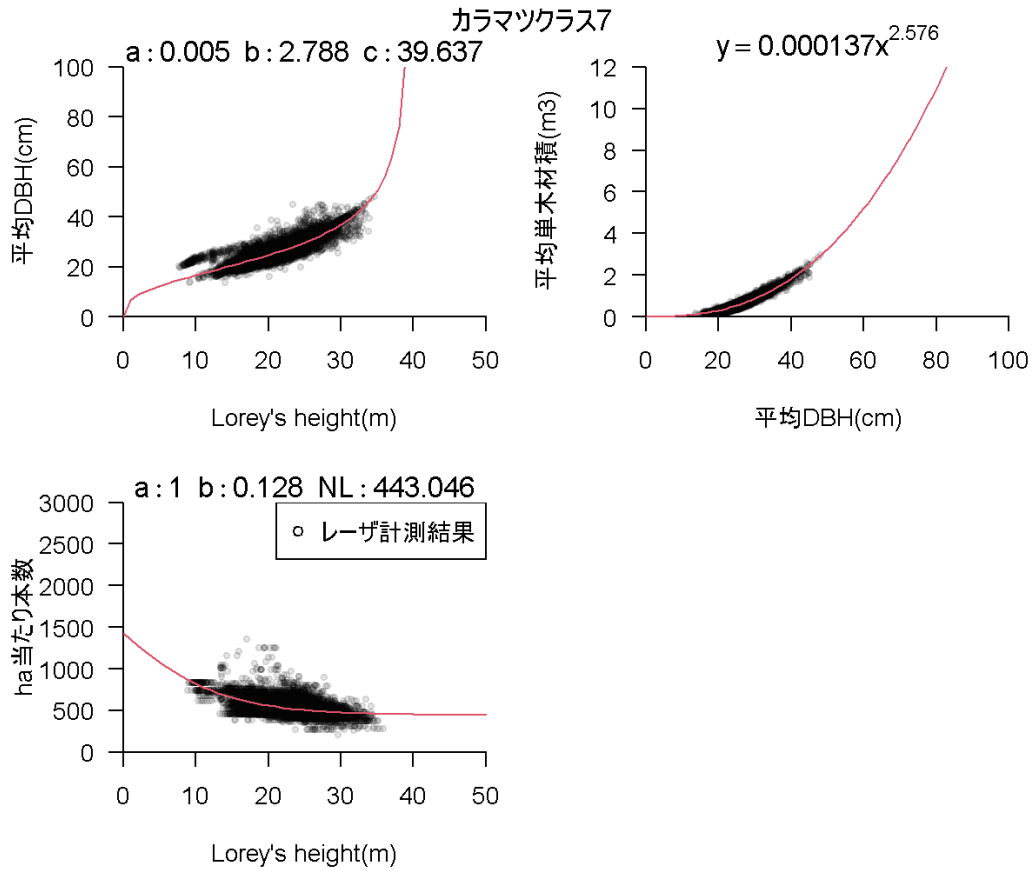 カラマツクラス7
a : 0.005 b : 2.788 c : 39.637
100
80
60
40
20
0
平均DBH(cm)
0 10 20 30 40 50
Lorey's height(m)
y = 0.000137x^2.576
12
10
8
6
4
2
0
平均単木材積(m3)
0 20 40 60 80 100
平均DBH(cm)
a : 1 b : 0.128 NL : 443.046
3000
2500
2000
1500
1000
500
0
ha当たり本数
レーザ計測結果
0 10 20 30 40 50
Lorey's height(m)